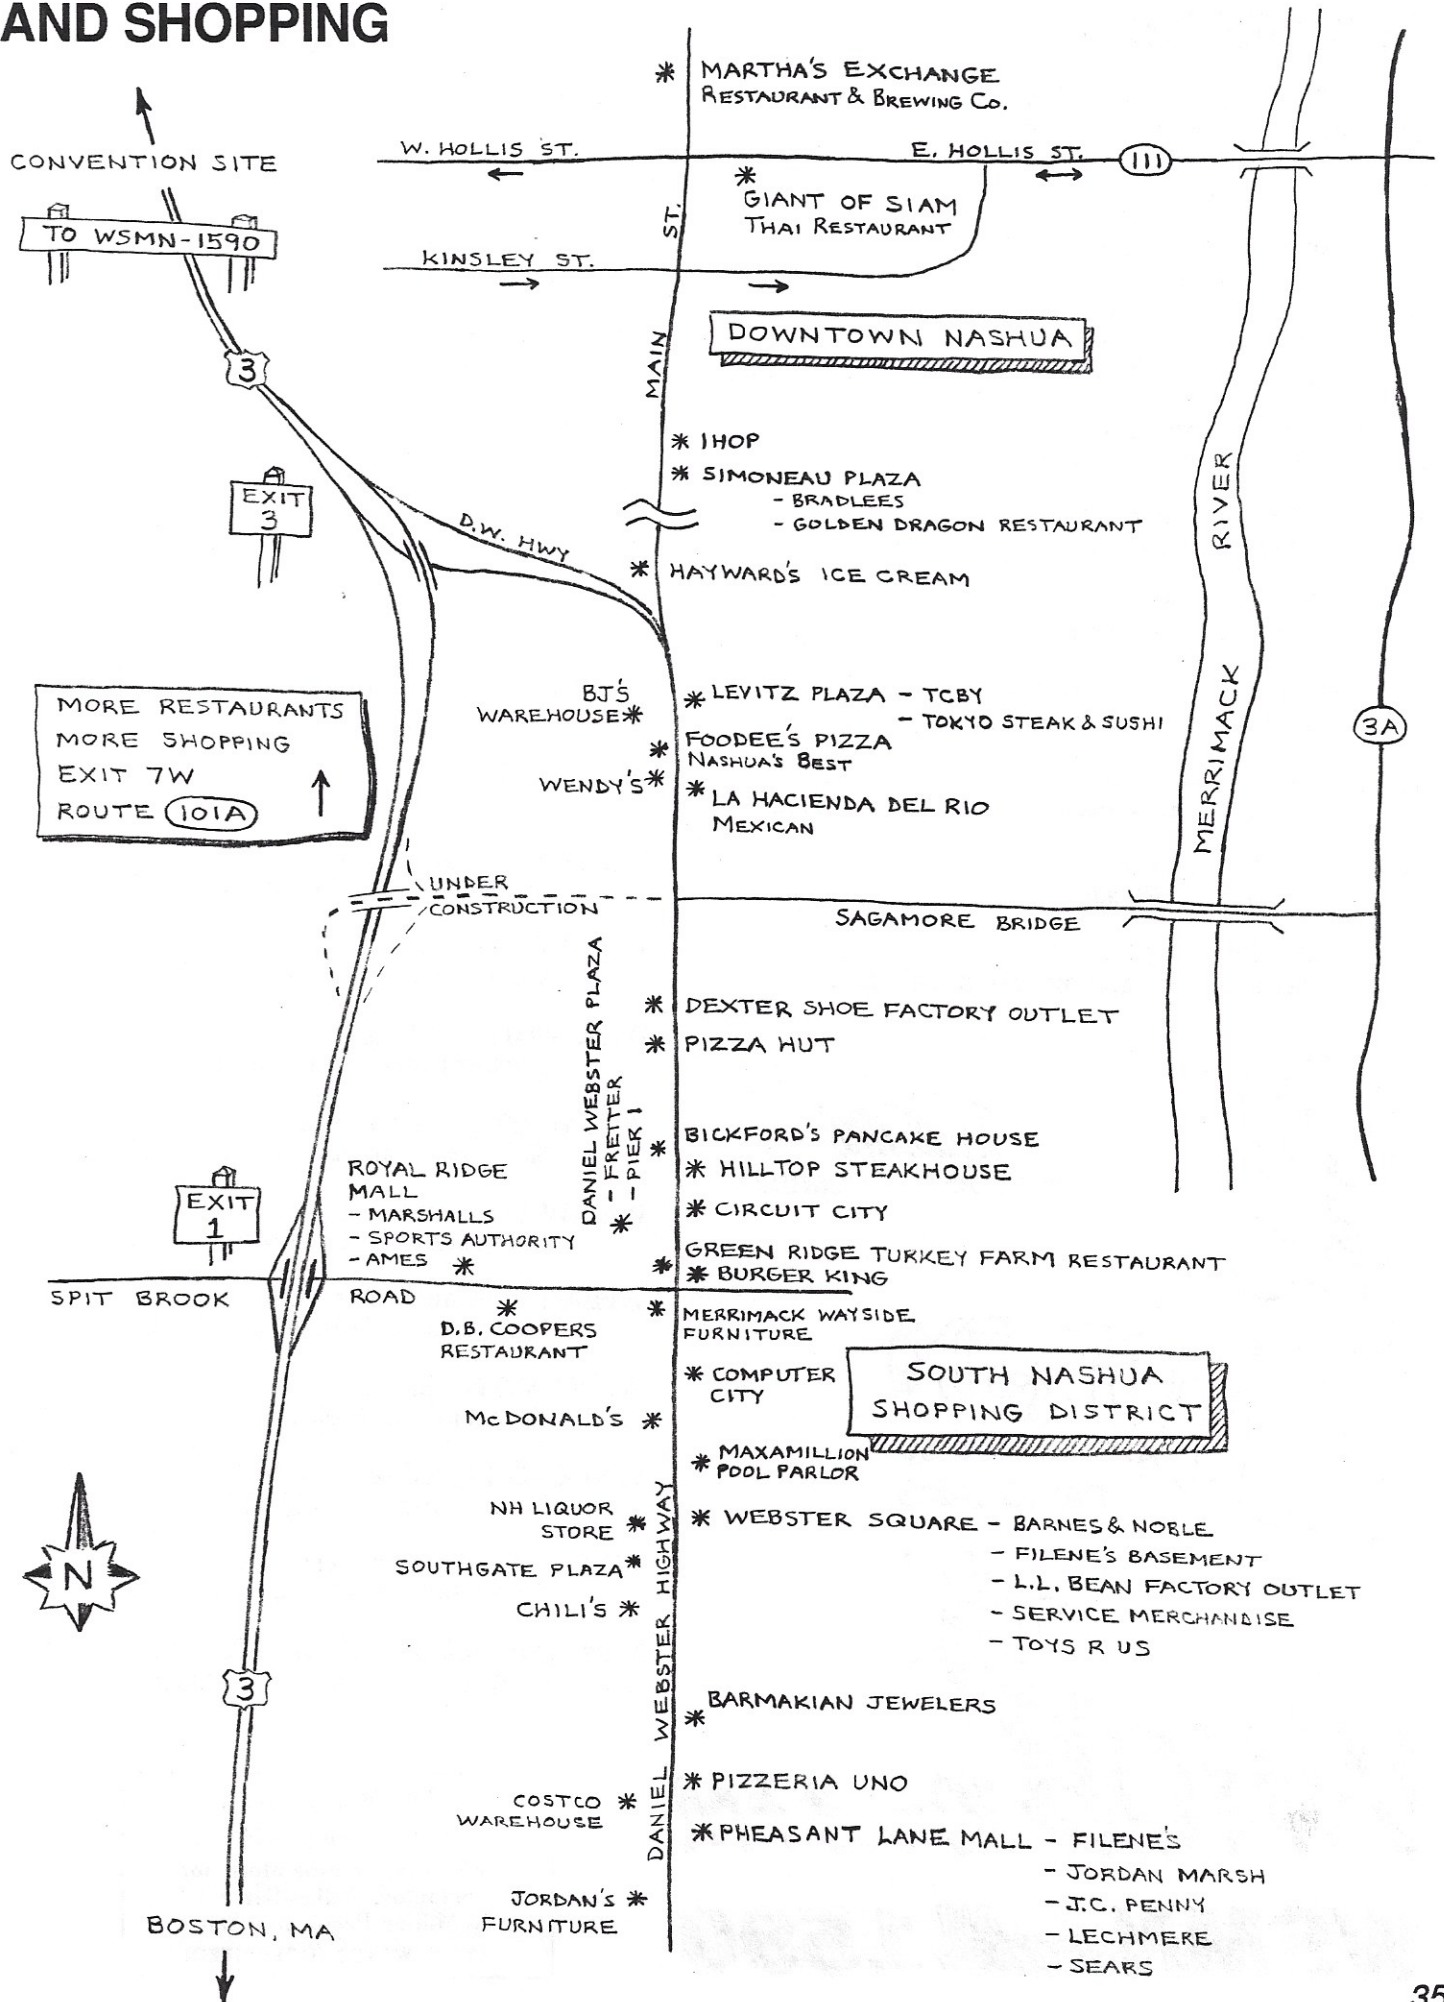 AND SHOPPING
MARTHA'S EXCHANGE
RESTAURANT & BREWING CO.
CONVENTION SITE
W. HOLLIS ST.
E. HOLLIS ST.
111
TO WSMN-1590
GIANT OF SIAM
THAI RESTAURANT
KINSLEY ST.
MAIN ST.
DOWNTOWN NASHUA
3
IHOP
SIMONEAU PLAZA
- BRADLEES
- GOLDEN DRAGON RESTAURANT
EXIT
3
D.W. HWY
HAYWARD'S ICE CREAM
MERRIMACK RIVER
3A
MORE RESTAURANTS
MORE SHOPPING
EXIT 7W
ROUTE 101A
BJ'S
WAREHOUSE
LEVITZ PLAZA - TCBY
- TOKYO STEAK & SUSHI
FOODEE'S PIZZA
NASHUA'S BEST
WENDY'S
LA HACIENDA DEL RIO
MEXICAN
UNDER
CONSTRUCTION
SAGAMORE BRIDGE
DANIEL WEBSTER PLAZA
- FRETTER
- PIER 1
DEXTER SHOE FACTORY OUTLET
PIZZA HUT
BICKFORD'S PANCAKE HOUSE
HILLTOP STEAKHOUSE
CIRCUIT CITY
EXIT
1
ROYAL RIDGE
MALL
- MARSHALLS
- SPORTS AUTHORITY
- AMES
GREEN RIDGE TURKEY FARM RESTAURANT
BURGER KING
SPIT BROOK ROAD
D.B. COOPERS
RESTAURANT
MERRIMACK WAYSIDE
FURNITURE
COMPUTER
CITY
SOUTH NASHUA
SHOPPING DISTRICT
McDONALD'S
MAXAMILLION
POOL PARLOR
DANIEL WEBSTER HIGHWAY
NH LIQUOR
STORE
WEBSTER SQUARE - BARNES & NOBLE
- FILENE'S BASEMENT
- L.L. BEAN FACTORY OUTLET
- SERVICE MERCHANDISE
- TOYS R US
SOUTHGATE PLAZA
CHILI'S
N
3
BARMAKIAN JEWELERS
PIZZERIA UNO
COSTCO
WAREHOUSE
PHEASANT LANE MALL - FILENE'S
- JORDAN MARSH
- J.C. PENNY
- LECHMERE
- SEARS
JORDAN'S
FURNITURE
BOSTON, MA
35